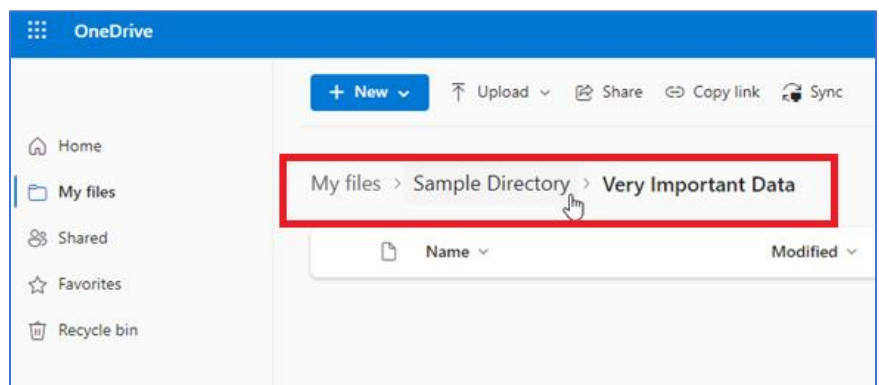 OneDrive
+ New
Upload
Share
Copy link
Sync
Home
My files
Shared
Favorites
Recycle bin
My files > Sample Directory > Very Important Data
Name
Modified